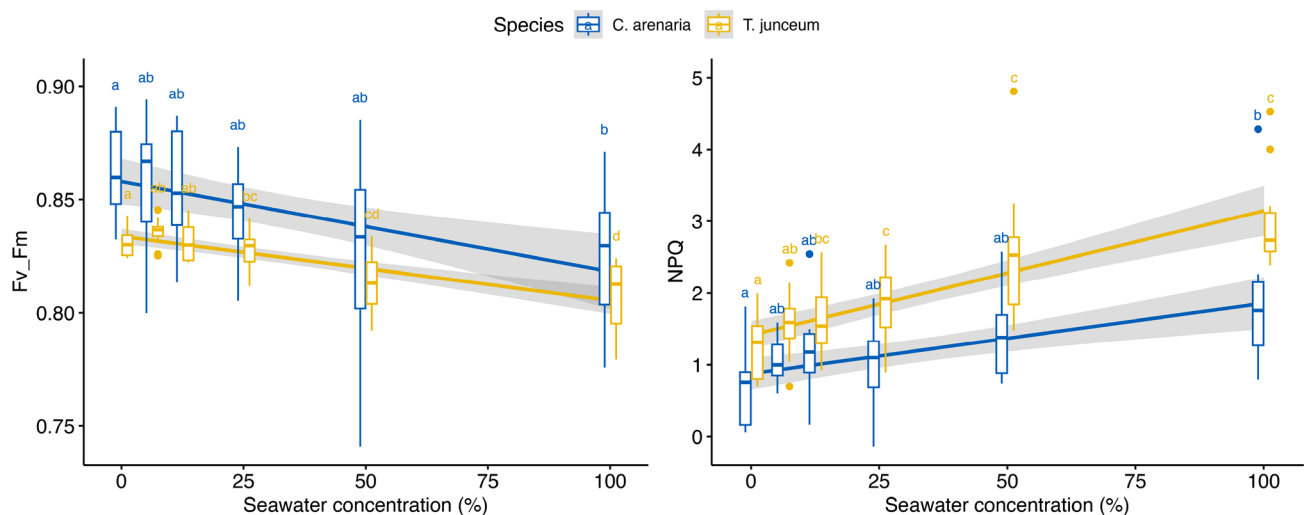 Species a C. arenaria a T. junceum
Fv_Fm
0.90
0.85
0.80
0.75
a ab ab ab ab b
a ab ab bc cd d
0 25 50 75 100
Seawater concentration (%)
NPQ
5
4
3
2
1
0
a ab ab ab ab b
a ab bc c c c
0 25 50 75 100
Seawater concentration (%)